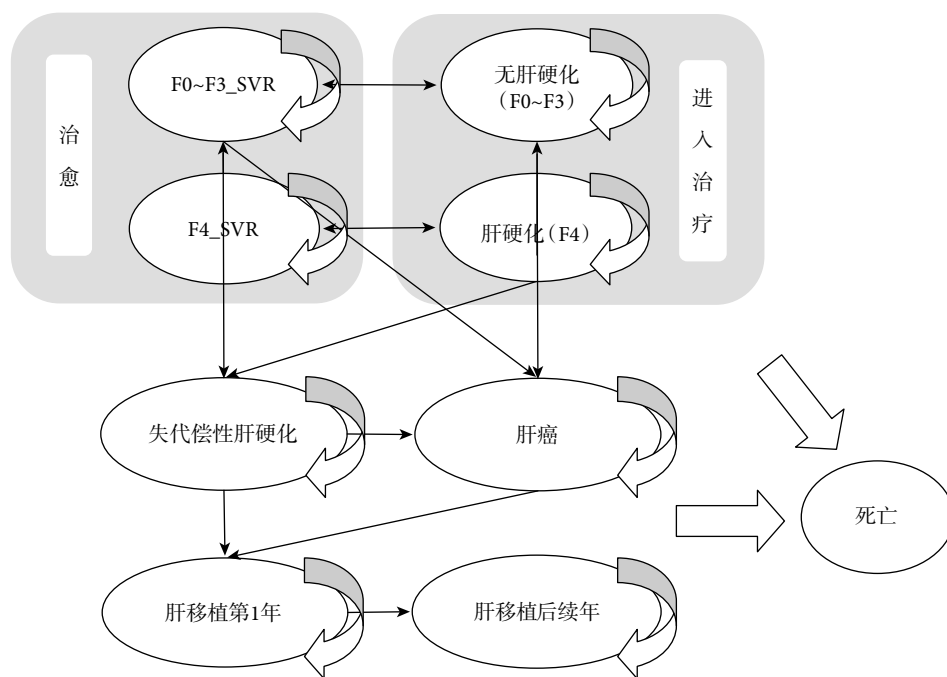 治愈
F0~F3_SVR
无肝硬化
(F0~F3)
进入治疗
F4_SVR
肝硬化(F4)
失代偿性肝硬化
肝癌
死亡
肝移植第1年
肝移植后续年